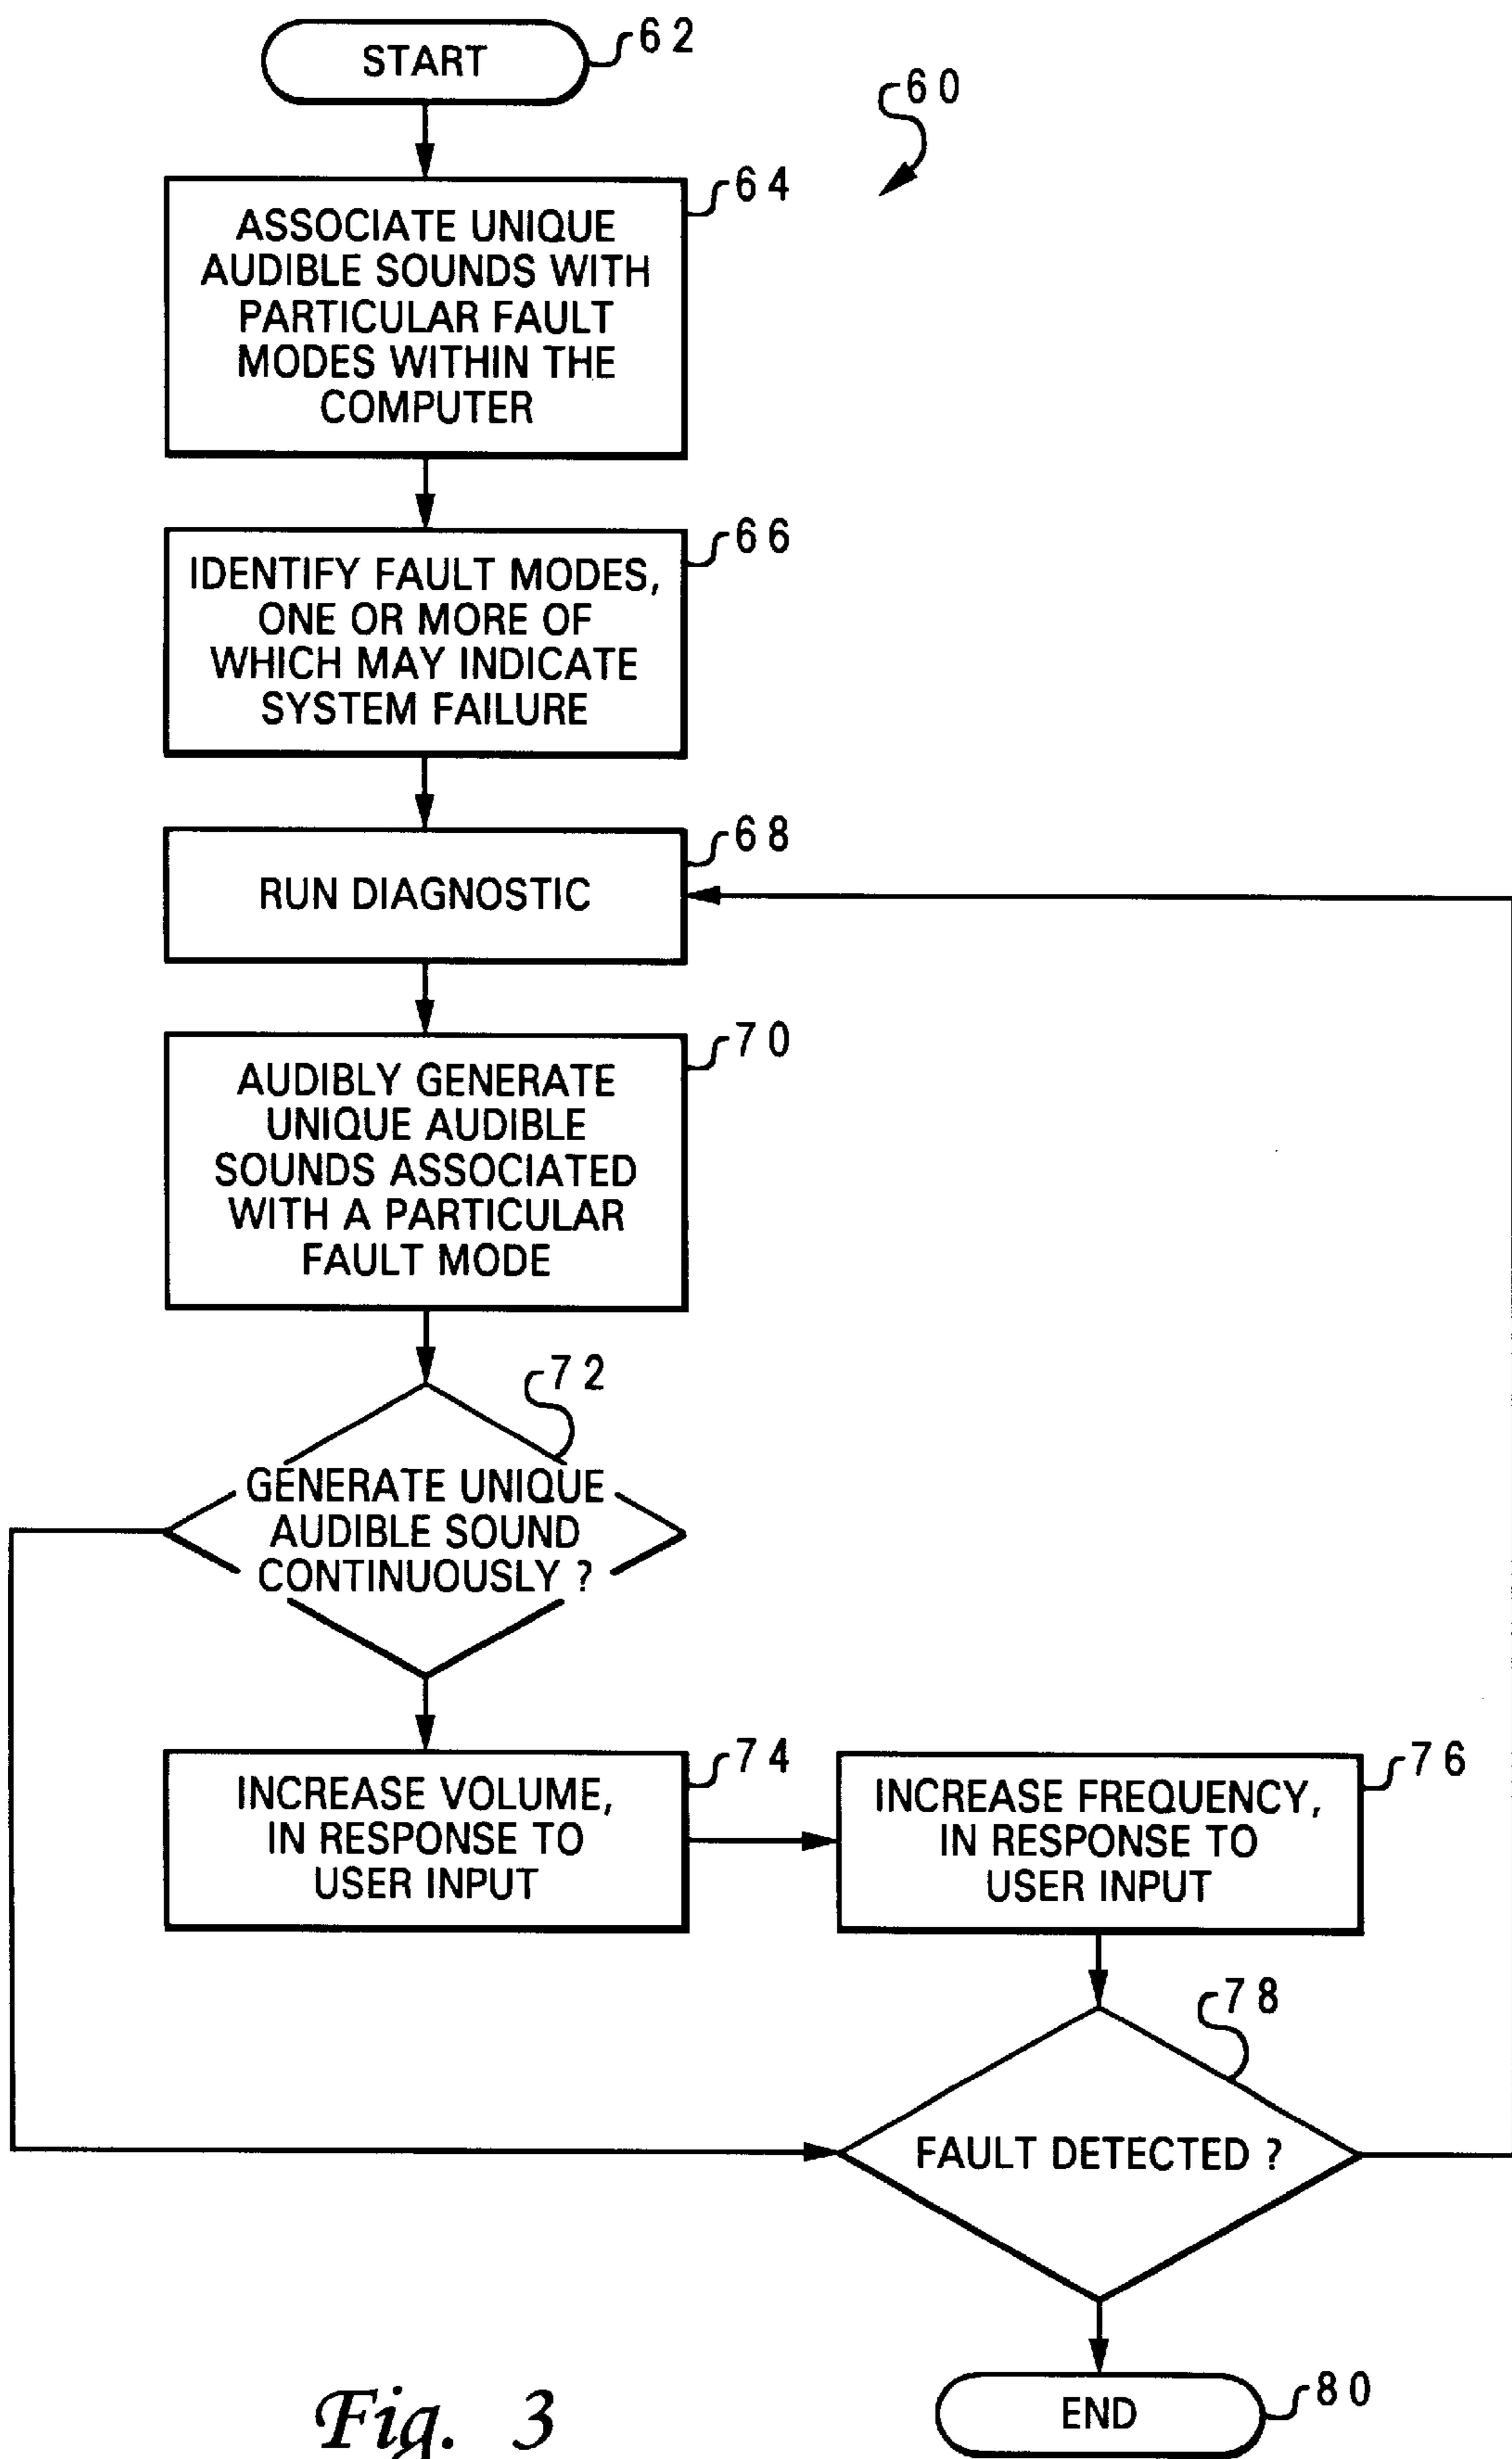 START
62
60
64
ASSOCIATE UNIQUE
AUDIBLE SOUNDS WITH
PARTICULAR FAULT
MODES WITHIN THE
COMPUTER
66
IDENTIFY FAULT MODES,
ONE OR MORE OF
WHICH MAY INDICATE
SYSTEM FAILURE
68
RUN DIAGNOSTIC
70
AUDIBLY GENERATE
UNIQUE AUDIBLE
SOUNDS ASSOCIATED
WITH A PARTICULAR
FAULT MODE
72
GENERATE UNIQUE
AUDIBLE SOUND
CONTINUOUSLY ?
74
INCREASE VOLUME,
IN RESPONSE TO
USER INPUT
76
INCREASE FREQUENCY,
IN RESPONSE TO
USER INPUT
78
FAULT DETECTED ?
END
80
Fig. 3